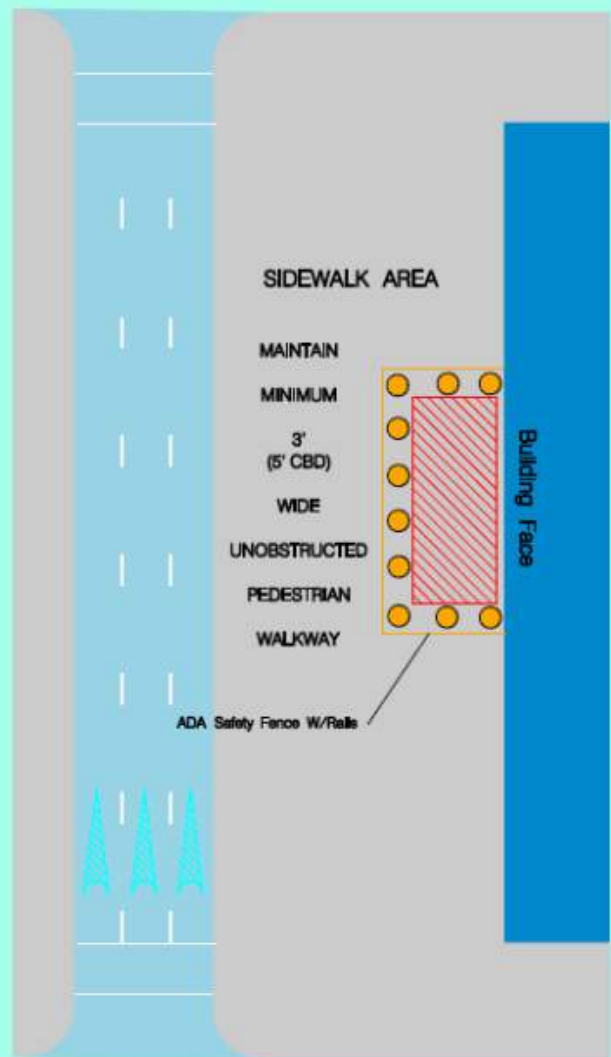 SIDEWALK AREA
MAINTAIN
MINIMUM
3'
(5' CBD)
WIDE
UNOBSTRUCTED
PEDESTRIAN
WALKWAY
Building Face
ADA Safety Fence W/Rails